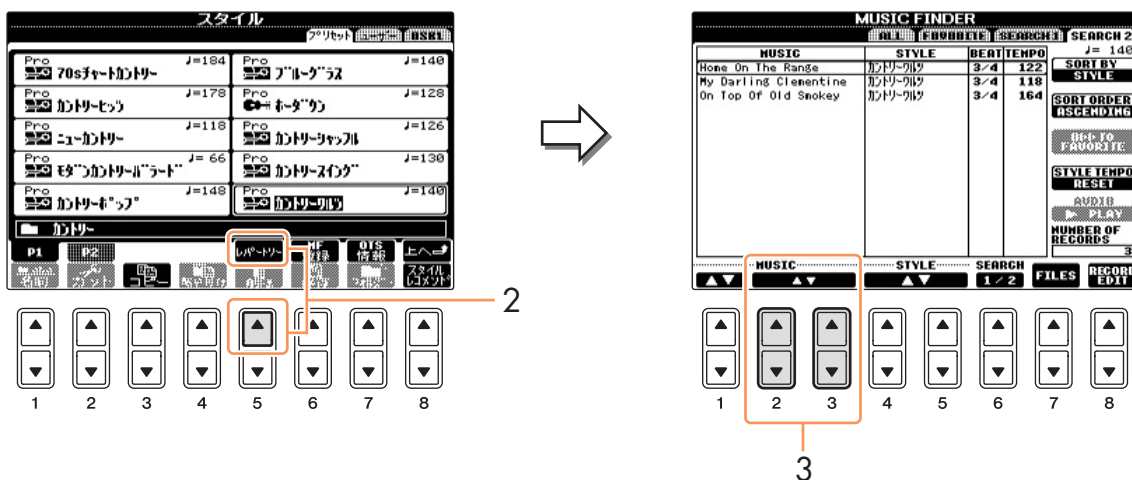 スタイル
プリセット ユーザー USB1
Pro ♩=184
70sチャートカントリー
Pro ♩=140
ブルーグラス
Pro ♩=178
カントリーヒッツ
Pro ♩=128
ホーダウン
Pro ♩=118
ニューカントリー
Pro ♩=126
カントリーシャッフル
Pro ♩= 66
モダンカントリーバラード
Pro ♩=130
カントリースイング
Pro ♩=148
カントリーポップ
Pro ♩=140
カントリーワルツ
カントリー
P1 P2 レパートリー MF OTS 情報 上へ
コピー スタイル
2
1 2 3 4 5 6 7 8
MUSIC FINDER
ALL FAVORITE SEARCH 1 SEARCH 2
♩= 140
MUSIC STYLE BEAT TEMPO
Home On The Range カントリーワルツ 3/4 122
My Darling Clementine カントリーワルツ 3/4 118
On Top Of Old Smokey カントリーワルツ 3/4 164
SORT BY
STYLE
SORT ORDER
ASCENDING
ADD TO
FAVORITE
STYLE TEMPO
RESET
AUDIO
▶ PLAY
NUMBER OF
RECORDS
3
MUSIC STYLE SEARCH
▲▼ ▲▼ ▲▼ 1/2 FILES RECORD EDIT
1 2 3 4 5 6 7 8
3